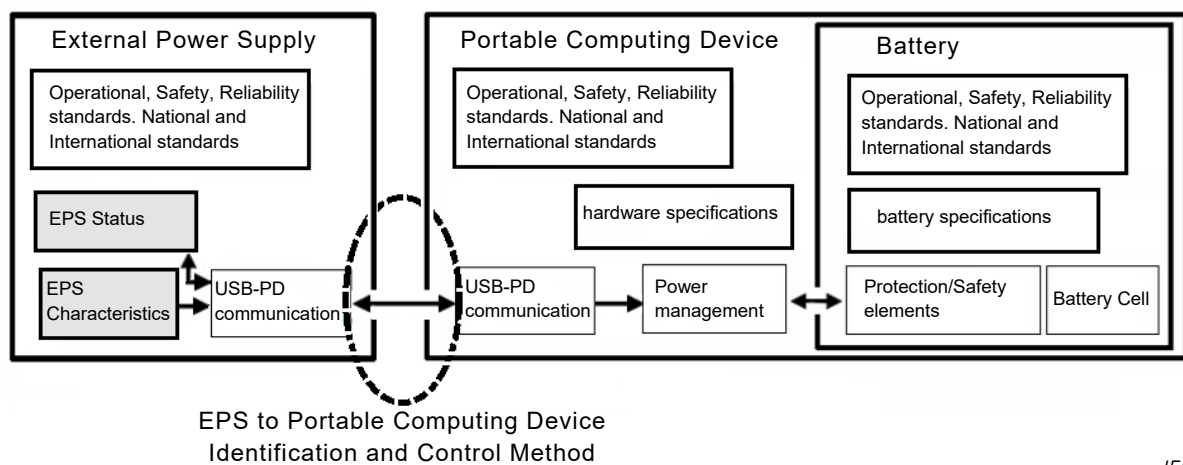 External Power Supply
Operational, Safety, Reliability
standards. National and
International standards
EPS Status
EPS
Characteristics
USB-PD
communication
Portable Computing Device
Operational, Safety, Reliability
standards. National and
International standards
hardware specifications
USB-PD
communication
Power
management
Battery
Operational, Safety, Reliability
standards. National and
International standards
battery specifications
Protection/Safety
elements
Battery Cell
EPS to Portable Computing Device
Identification and Control Method